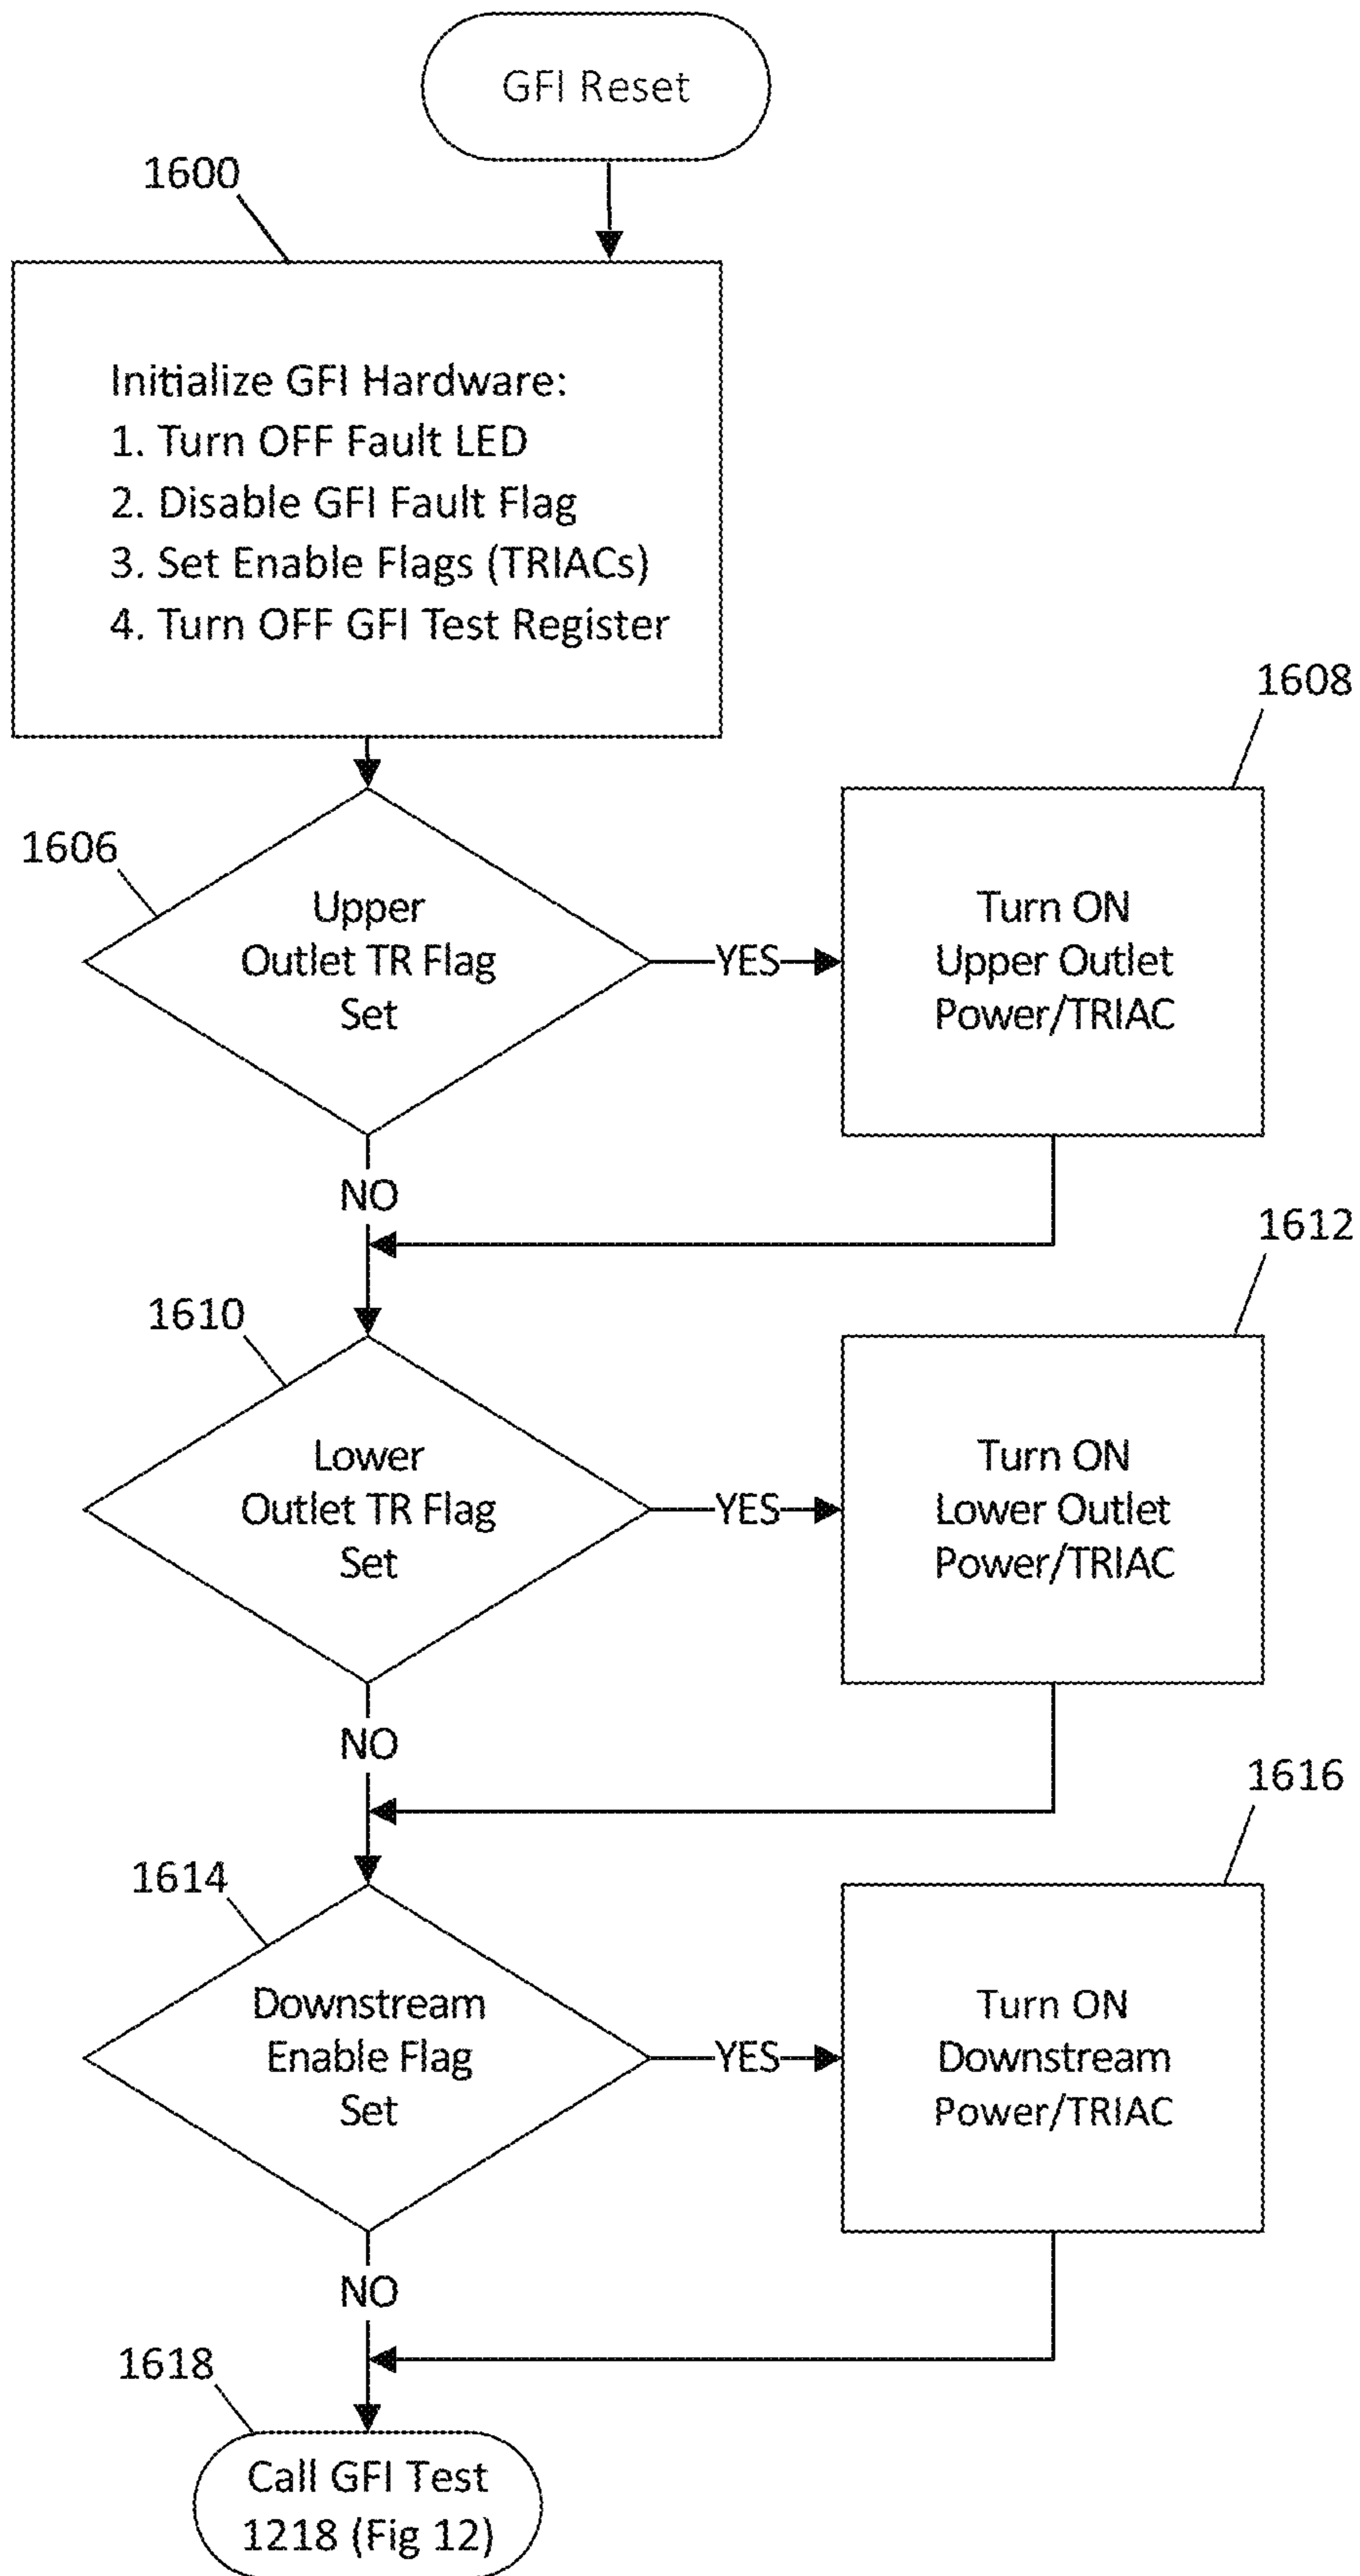 GFI Reset
1600
Initialize GFI Hardware:
1. Turn OFF Fault LED
2. Disable GFI Fault Flag
3. Set Enable Flags (TRIACs)
4. Turn OFF GFI Test Register
1606
Upper
Outlet TR Flag
Set
YES
1608
Turn ON
Upper Outlet
Power/TRIAC
NO
1610
Lower
Outlet TR Flag
Set
YES
1612
Turn ON
Lower Outlet
Power/TRIAC
NO
1614
Downstream
Enable Flag
Set
YES
1616
Turn ON
Downstream
Power/TRIAC
NO
1618
Call GFI Test
1218 (Fig 12)